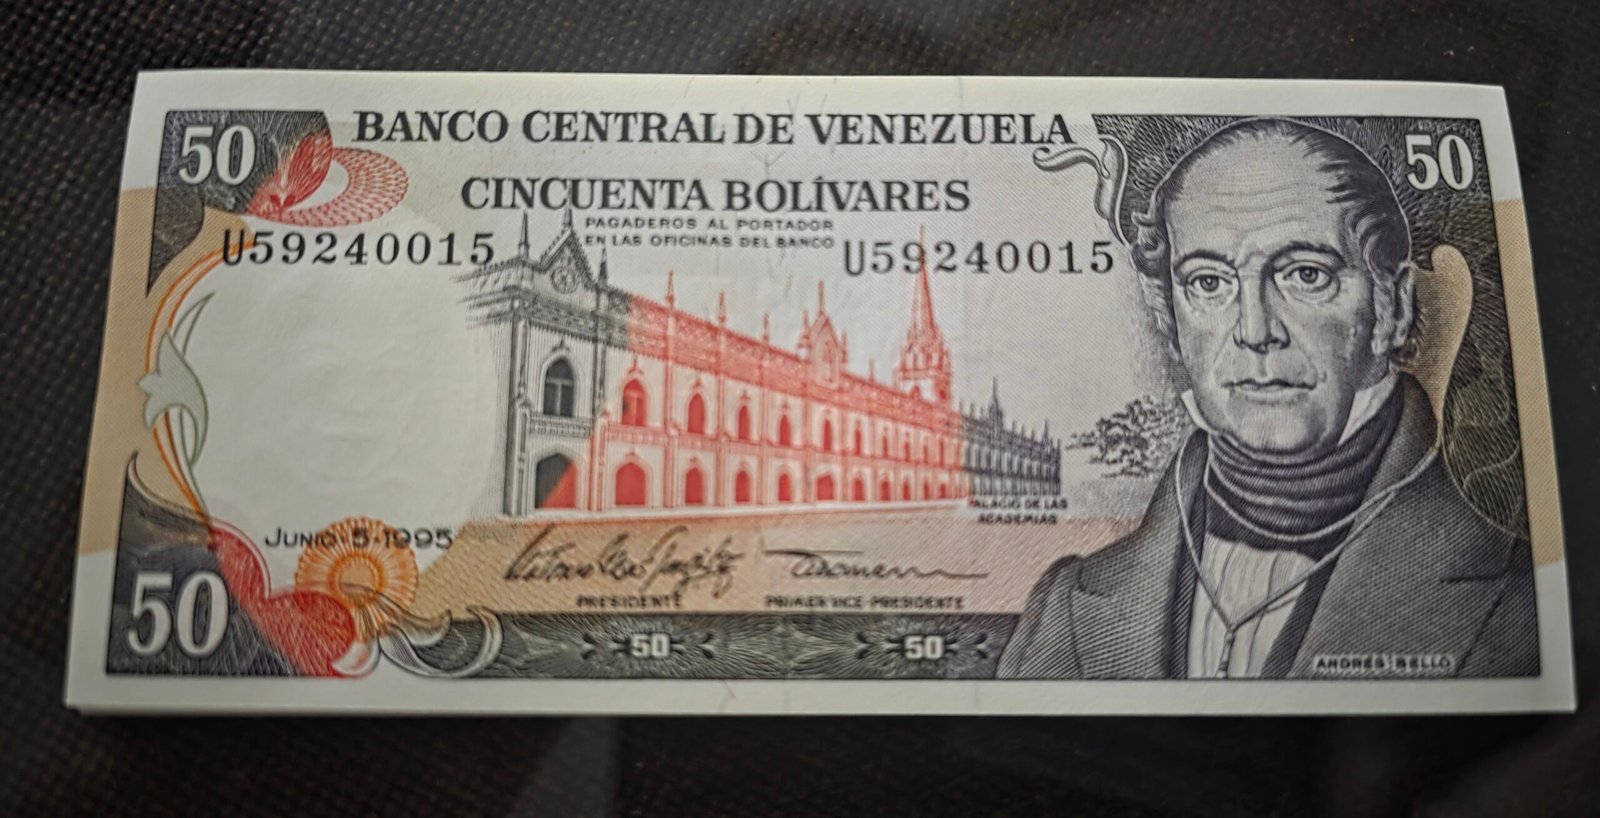 50
BANCO CENTRAL DE VENEZUELA
50
CINCUENTA BOLÍVARES
PAGADEROS AL PORTADOR
EN LAS OFICINAS DEL BANCO
U59240015
U59240015
PALACIO DE LAS
ACADEMIAS
JUNIO-5-1995
PRESIDENTE
PRIMER VICE-PRESIDENTE
50
50
50
ANDRÉS BELLO